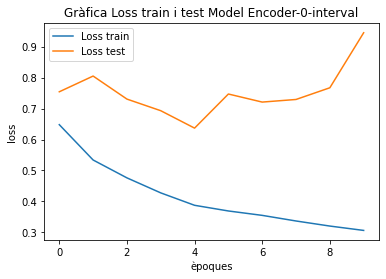 Gràfica Loss train i test Model Encoder-0-interval
Loss train
Loss test
loss
0.9
0.8
0.7
0.6
0.5
0.4
0.3
0 2 4 6 8
èpoques